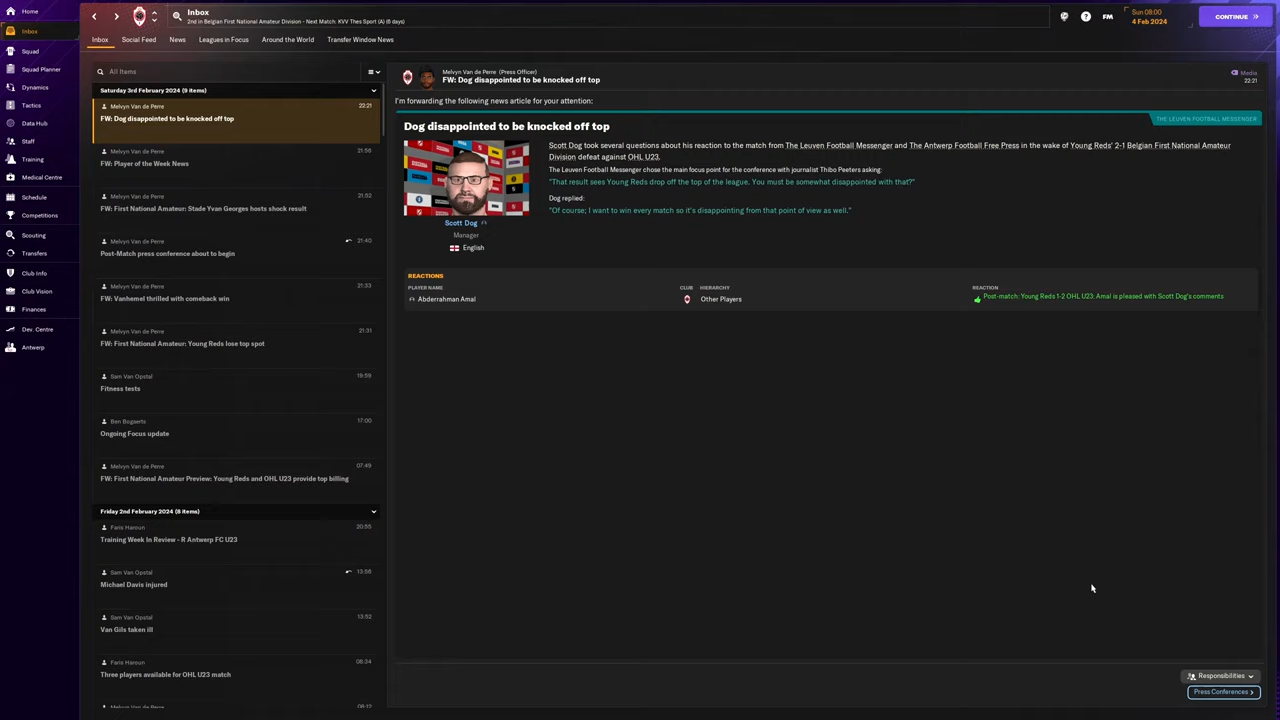 Home
Inbox
Squad
Squad Planner
Dynamics
Tactics
Data Hub
Staff
Training
Medical Centre
Schedule
Competitions
Scouting
Transfers
Club Info
Club Vision
Finances
Dev. Centre
Antwerp
Inbox
2nd in Belgian First National Amateur Division - Next Match: KVV Thes Sport (A) (6 days)
FM
Sun 08:00
4 Feb 2024
CONTINUE
Inbox
Social Feed
News
Leagues in Focus
Around the World
Transfer Window News
All Items
Saturday 3rd February 2024 (9 items)
Melvyn Van de Perre 22:21
FW: Dog disappointed to be knocked off top
Melvyn Van de Perre 21:56
FW: Player of the Week News
Melvyn Van de Perre 21:52
FW: First National Amateur: Stade Yvan Georges hosts shock result
Melvyn Van de Perre 21:40
Post-Match press conference about to begin
Melvyn Van de Perre 21:33
FW: Vanhemel thrilled with comeback win
Melvyn Van de Perre 21:31
FW: First National Amateur: Young Reds lose top spot
Sam Van Opstal 19:59
Fitness tests
Ben Bogaerts 17:00
Ongoing Focus update
Melvyn Van de Perre 07:49
FW: First National Amateur Preview: Young Reds and OHL U23 provide top billing
Friday 2nd February 2024 (8 items)
Faris Haroun 20:55
Training Week In Review - R Antwerp FC U23
Sam Van Opstal 13:56
Michael Davis injured
Sam Van Opstal 13:52
Van Gils taken ill
Faris Haroun 08:34
Three players available for OHL U23 match
Melvyn Van de Perre 08:12
Melvyn Van de Perre (Press Officer)
FW: Dog disappointed to be knocked off top
Media
22:21
I'm forwarding the following news article for your attention:
THE LEUVEN FOOTBALL MESSENGER
Dog disappointed to be knocked off top
Scott Dog took several questions about his reaction to the match from The Leuven Football Messenger and The Antwerp Football Free Press in the wake of Young Reds' 2-1 Belgian First National Amateur
Division defeat against OHL U23.
The Leuven Football Messenger chose the main focus point for the conference with journalist Thibo Peeters asking:
"That result sees Young Reds drop off the top of the league. You must be somewhat disappointed with that?"
Dog replied:
"Of course; I want to win every match so it's disappointing from that point of view as well."
Scott Dog
Manager
English
REACTIONS
PLAYER NAME CLUB HIERARCHY REACTION
Abderrahman Amal Other Players Post-match: Young Reds 1-2 OHL U23: Amal is pleased with Scott Dog's comments
Responsibilities
Press Conferences